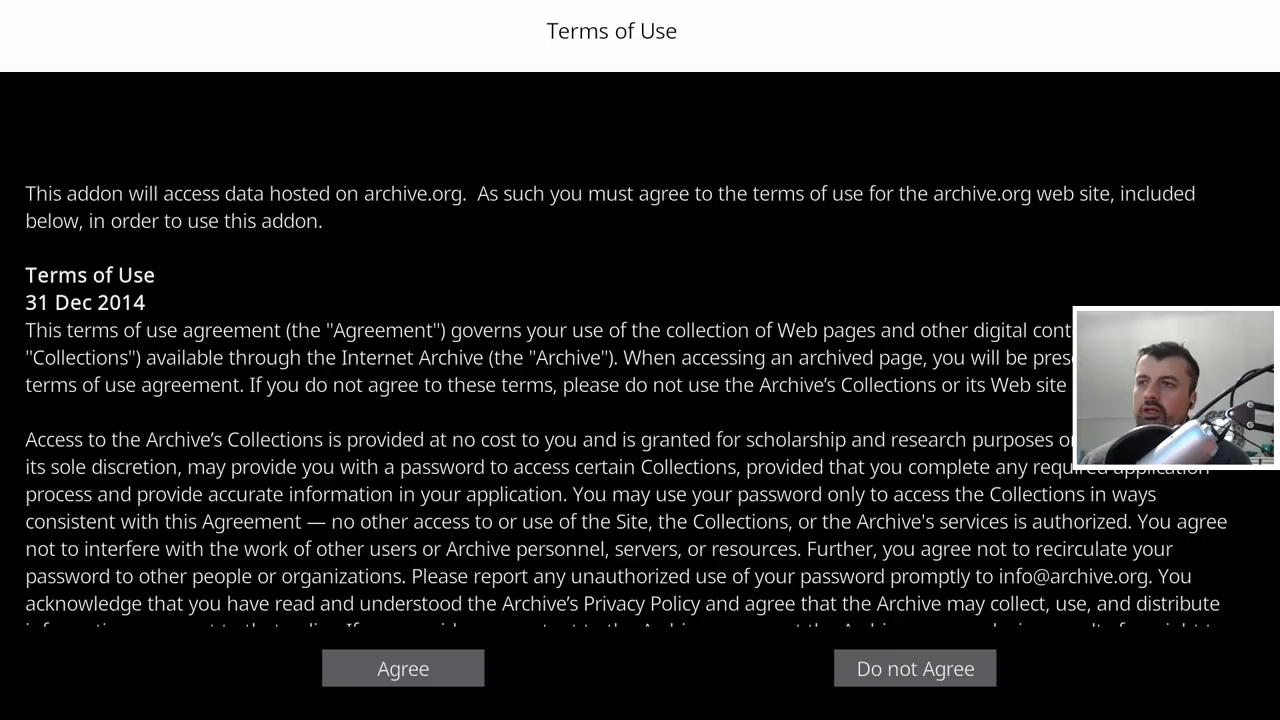 Terms of Use
This addon will access data hosted on archive.org.  As such you must agree to the terms of use for the archive.org web site, included
below, in order to use this addon.
Terms of Use
31 Dec 2014
This terms of use agreement (the "Agreement") governs your use of the collection of Web pages and other digital
"Collections") available through the Internet Archive (the "Archive"). When accessing an archived page, you will be
terms of use agreement. If you do not agree to these terms, please do not use the Archive’s Collections or its Web site
Access to the Archive’s Collections is provided at no cost to you and is granted for scholarship and research purposes
its sole discretion, may provide you with a password to access certain Collections, provided that you complete any required application
process and provide accurate information in your application. You may use your password only to access the Collections in ways
consistent with this Agreement — no other access to or use of the Site, the Collections, or the Archive's services is authorized. You agree
not to interfere with the work of other users or Archive personnel, servers, or resources. Further, you agree not to recirculate your
password to other people or organizations. Please report any unauthorized use of your password promptly to info@archive.org. You
acknowledge that you have read and understood the Archive’s Privacy Policy and agree that the Archive may collect, use, and distribute
Agree
Do not Agree